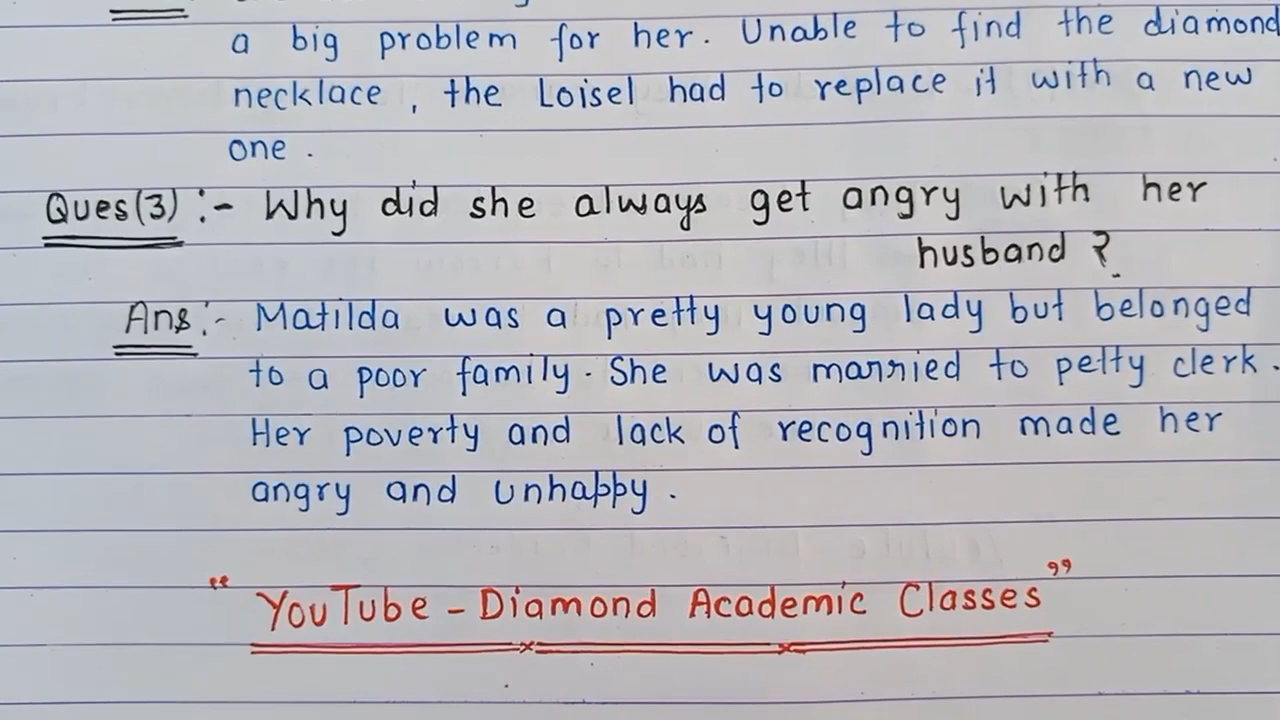 a big problem for her. Unable to find the diamond
necklace, the Loisel had to replace it with a new
one.
Ques(3) :- Why did she always get angry with her
husband ?
Ans :- Matilda was a pretty young lady but belonged
to a poor family. She was married to petty clerk.
Her poverty and lack of recognition made her
angry and unhappy.
" YouTube - Diamond Academic Classes "